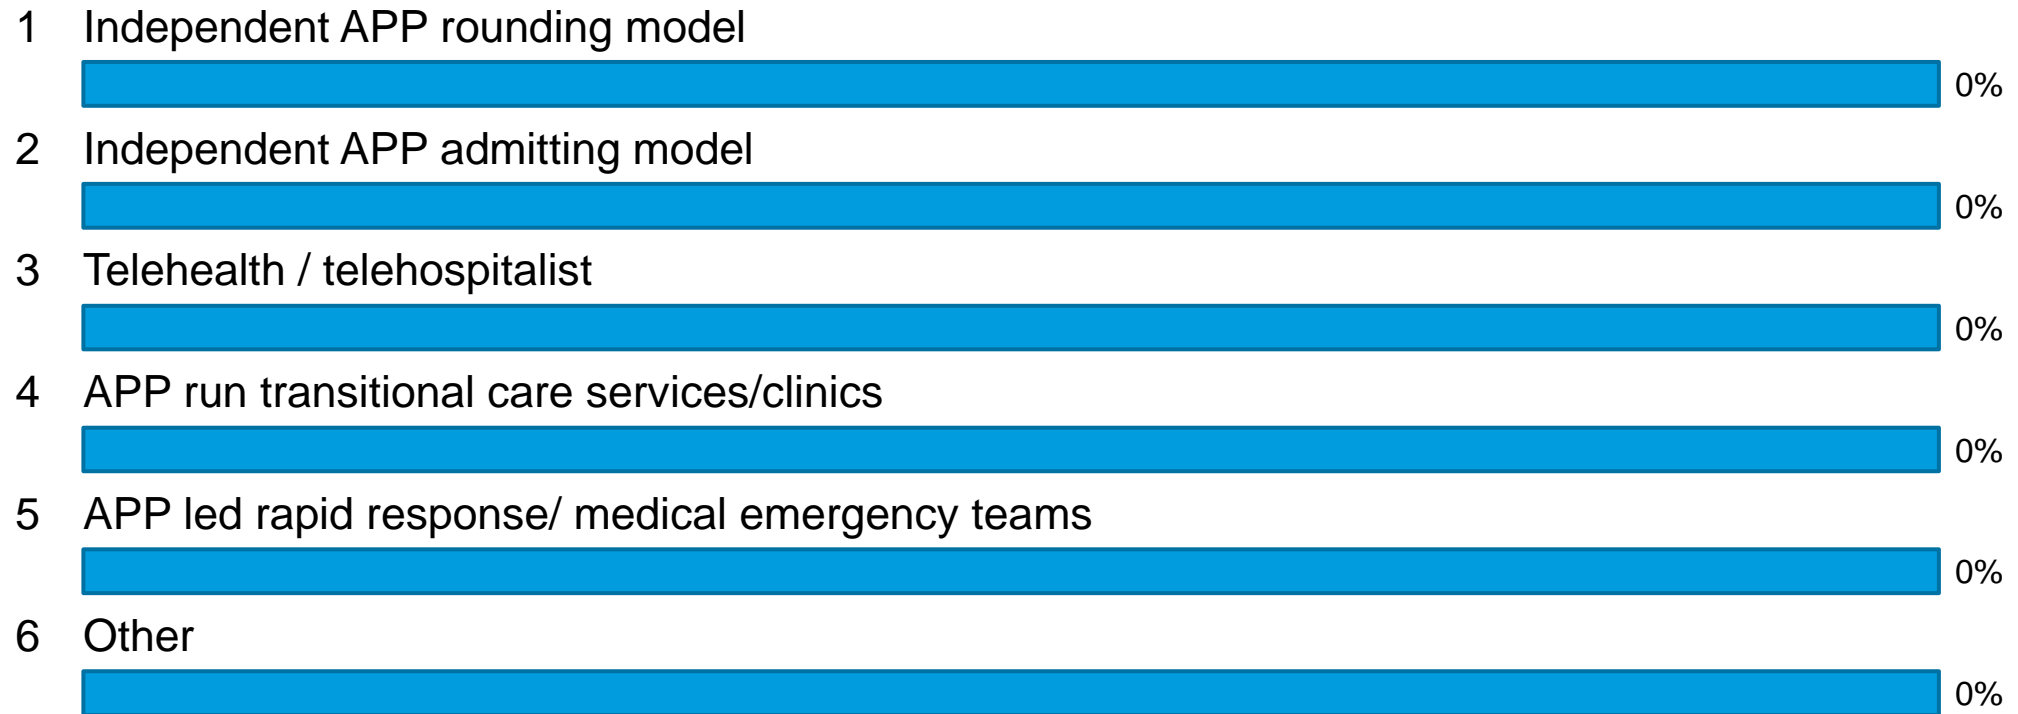 1 Independent APP rounding model
0%
2 Independent APP admitting model
0%
3 Telehealth / telehospitalist
0%
4 APP run transitional care services/clinics
0%
5 APP led rapid response/ medical emergency teams
0%
6 Other
0%